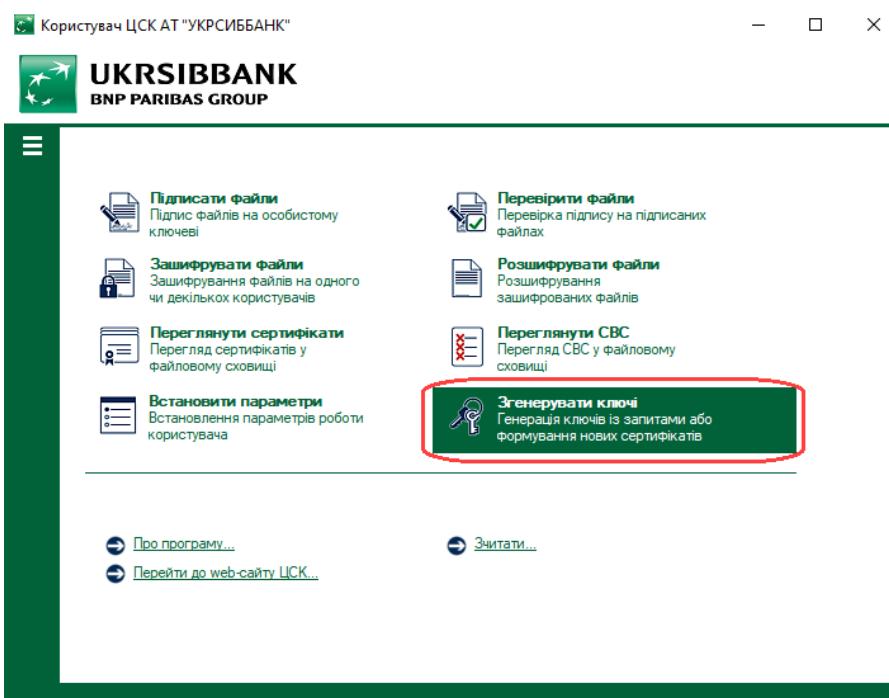 Користувач ЦСК АТ "УКРСИББАНК"
UKRSIBBANK
BNP PARIBAS GROUP
Підписати файли
Підпис файлів на особистому
ключеві
Перевірити файли
Перевірка підпису на підписаних
файлах
Зашифрувати файли
Зашифрування файлів на одного
чи декількох користувачів
Розшифрувати файли
Розшифрування
зашифрованих файлів
Переглянути сертифікати
Перегляд сертифікатів у
файловому сховищі
Переглянути СВС
Перегляд СВС у файловому
сховищі
Встановити параметри
Встановлення параметрів роботи
користувача
Згенерувати ключі
Генерація ключів із запитами або
формування нових сертифікатів
Про програму...
Зчитати...
Перейти до web-сайту ЦСК...